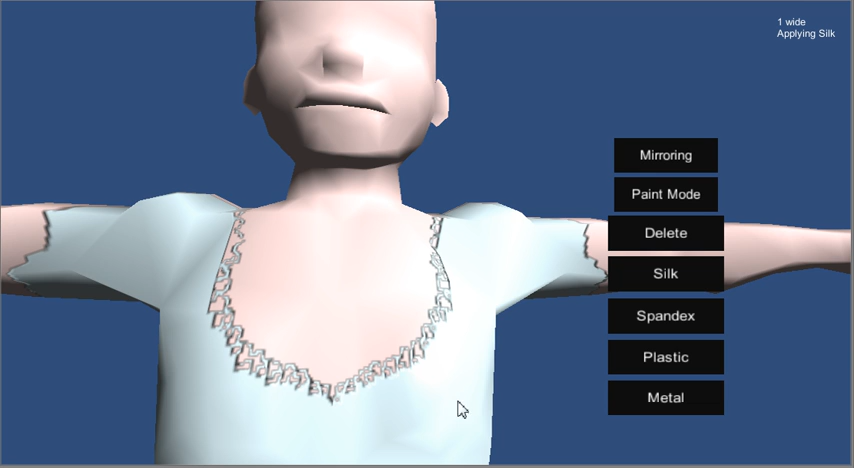 1 wide
Applying Silk
Mirroring
Paint Mode
Delete
Silk
Spandex
Plastic
Metal